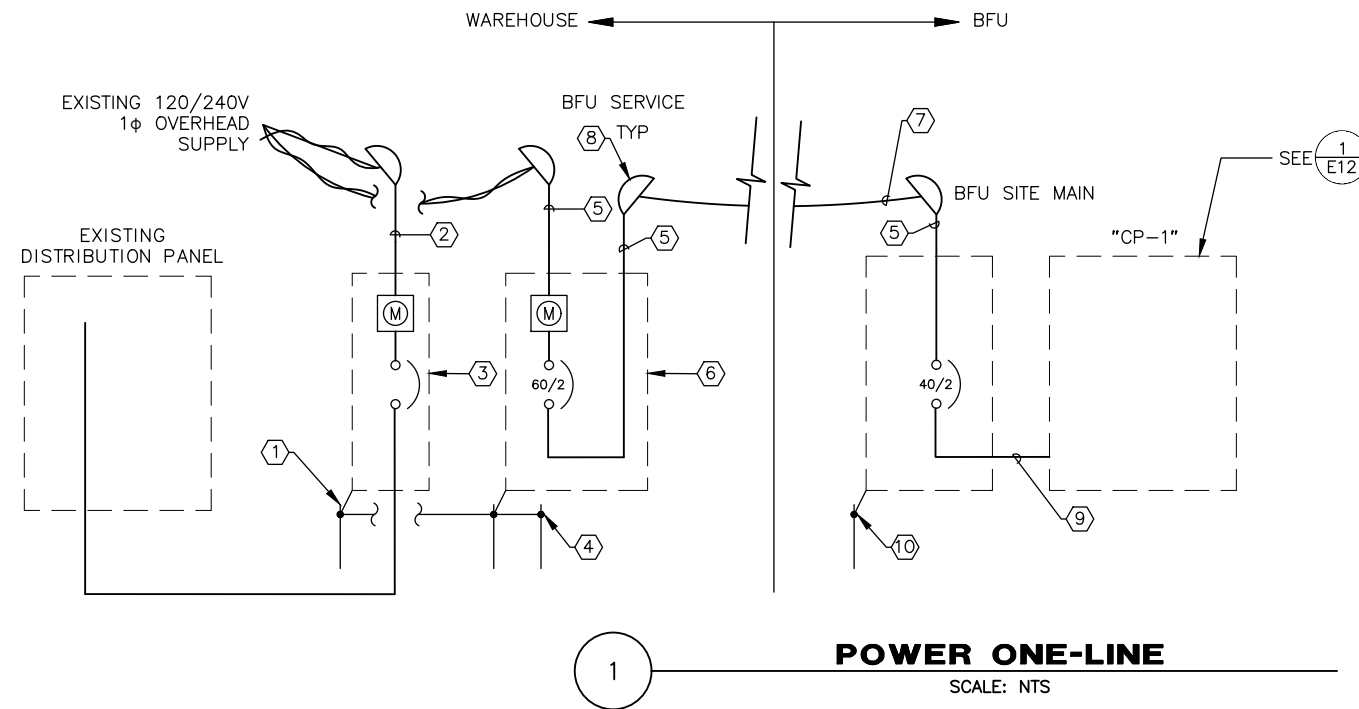 WAREHOUSE
BFU
EXISTING 120/240V
1ϕ OVERHEAD
SUPPLY
BFU SERVICE
TYP
8
7
SEE
1
E12
BFU SITE MAIN
5
2
5
5
EXISTING
DISTRIBUTION PANEL
"CP-1"
M
M
3
60/2
6
40/2
1
4
10
9
1
POWER ONE-LINE
SCALE: NTS